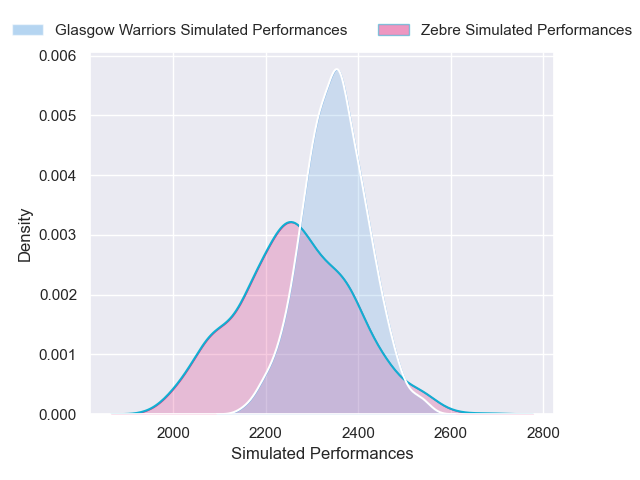 Glasgow Warriors Simulated Performances Zebre Simulated Performances
0.006
0.005
0.004
0.003
0.002
0.001
0.000
Density
2000 2200 2400 2600 2800
Simulated Performances